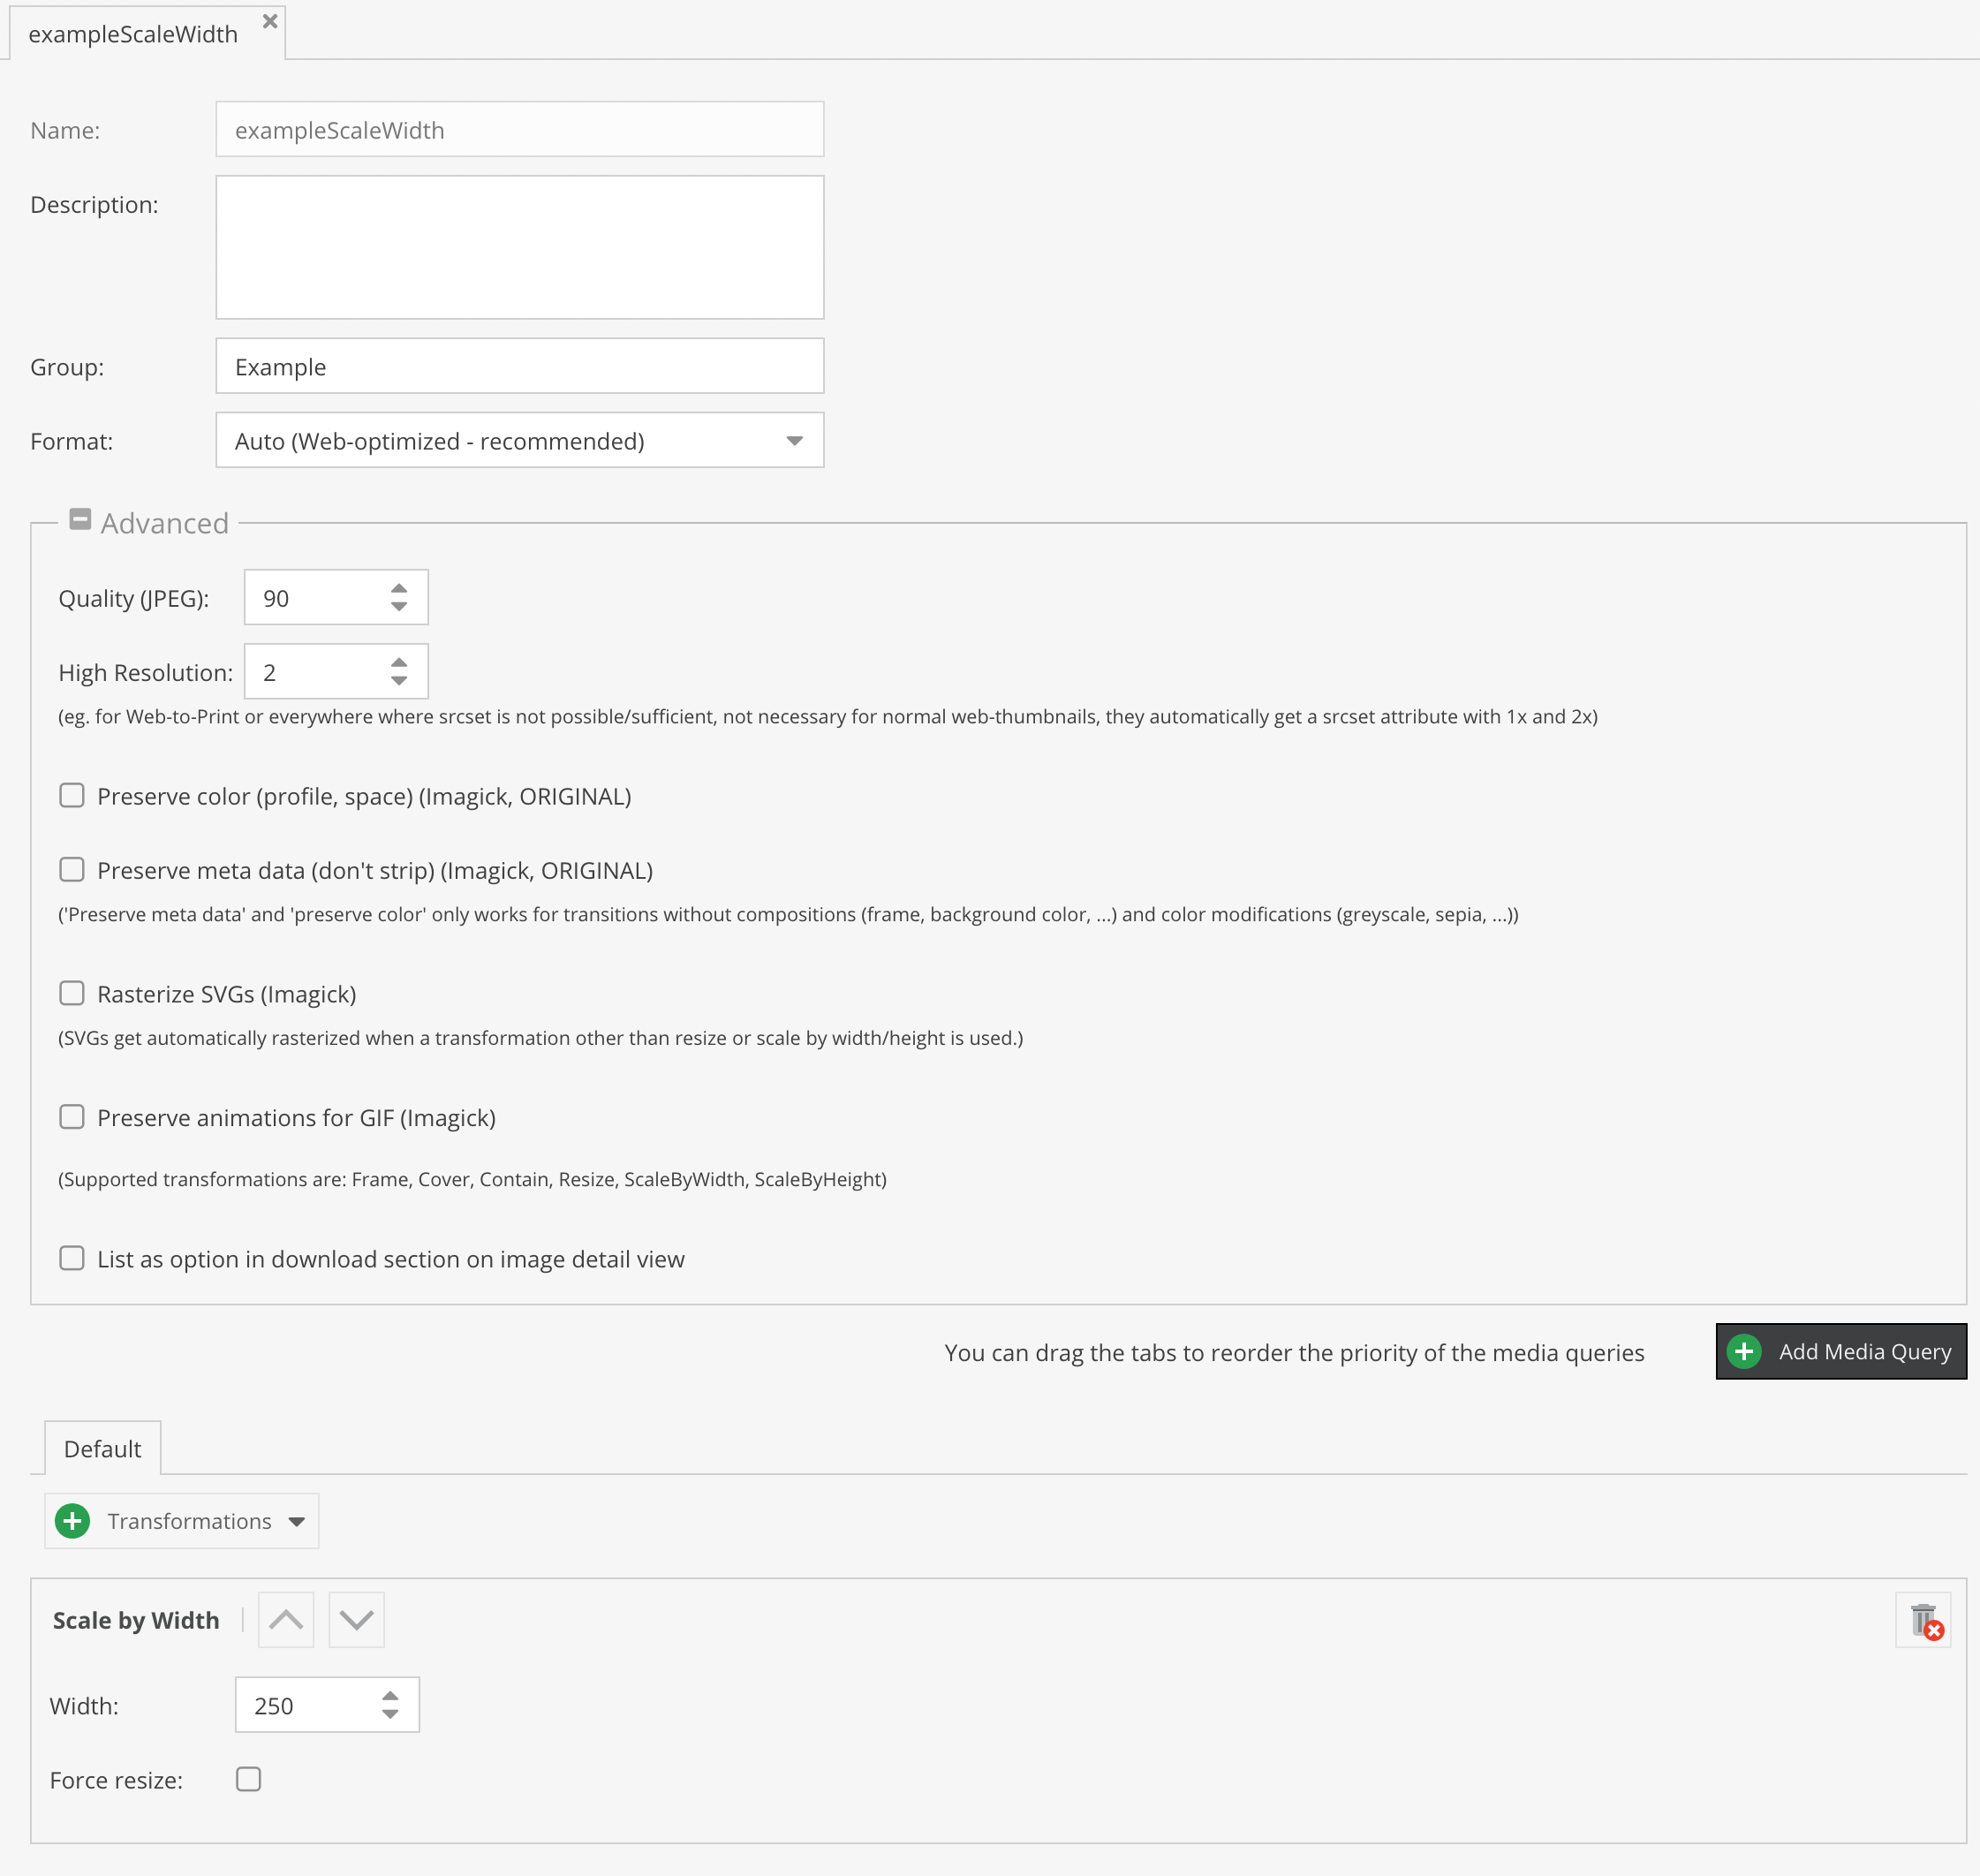 exampleScaleWidth
Name: exampleScaleWidth
Description:
Group: Example
Format: Auto (Web-optimized - recommended)
Advanced
Quality (JPEG): 90
High Resolution: 2
(eg. for Web-to-Print or everywhere where srcset is not possible/sufficient, not necessary for normal web-thumbnails, they automatically get a srcset attribute with 1x and 2x)
Preserve color (profile, space) (Imagick, ORIGINAL)
Preserve meta data (don't strip) (Imagick, ORIGINAL)
('Preserve meta data' and 'preserve color' only works for transitions without compositions (frame, background color, ...) and color modifications (greyscale, sepia, ...))
Rasterize SVGs (Imagick)
(SVGs get automatically rasterized when a transformation other than resize or scale by width/height is used.)
Preserve animations for GIF (Imagick)
(Supported transformations are: Frame, Cover, Contain, Resize, ScaleByWidth, ScaleByHeight)
List as option in download section on image detail view
You can drag the tabs to reorder the priority of the media queries Add Media Query
Default
Transformations
Scale by Width
Width: 250
Force resize: